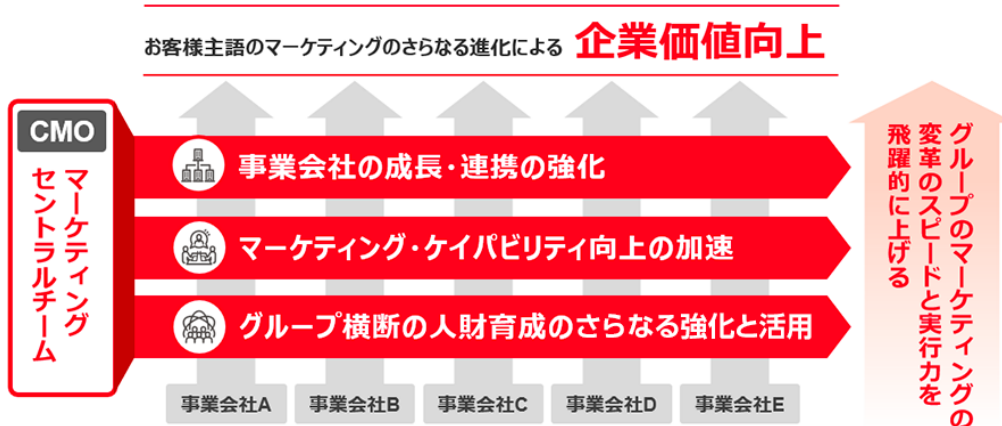 お客様主語のマーケティングのさらなる進化による 企業価値向上
CMO
マーケティング
セントラルチーム
事業会社の成長・連携の強化
マーケティング・ケイパビリティ向上の加速
グループ横断の人財育成のさらなる強化と活用
事業会社A
事業会社B
事業会社C
事業会社D
事業会社E
グループのマーケティングの
変革のスピードと実行力を
飛躍的に上げる